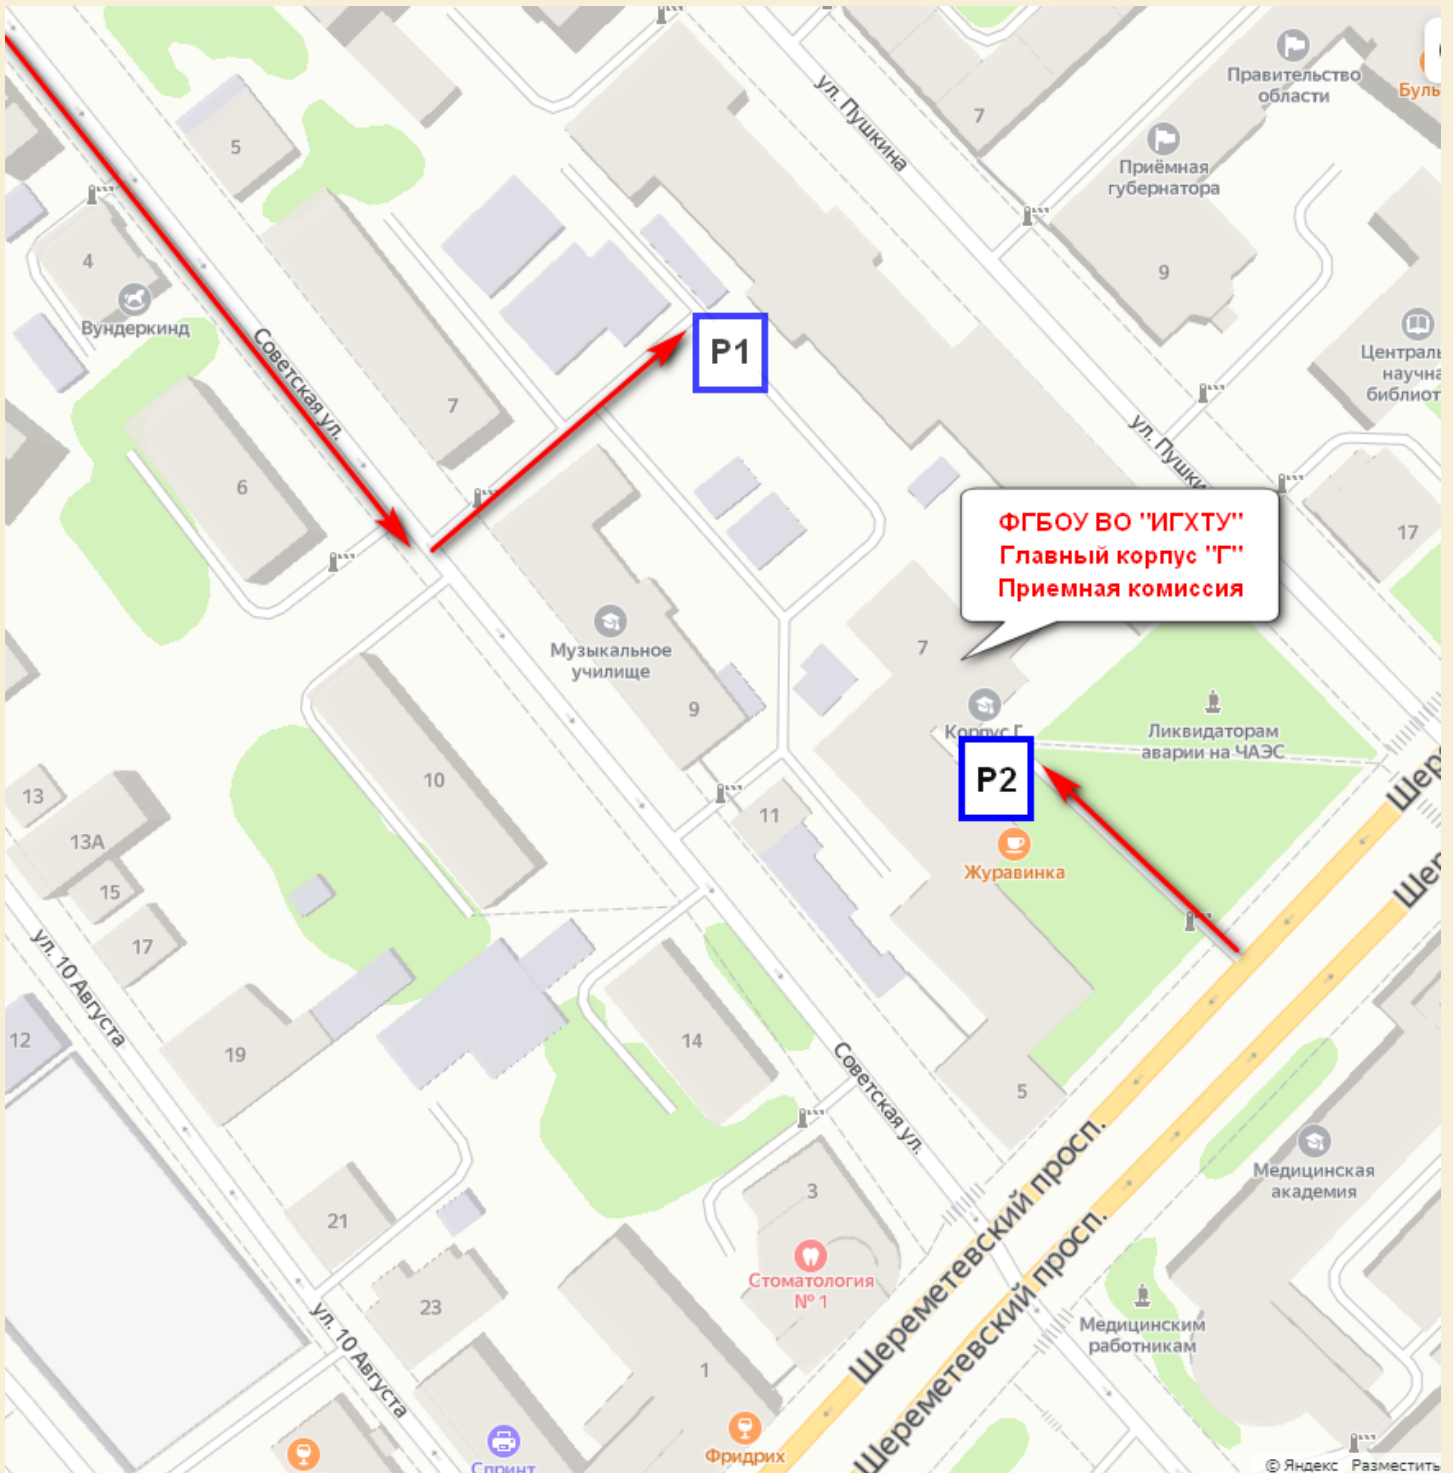 Правительство
области
Буль
ул. Пушкина
7
Приёмная
губернатора
5
4
9
Вундеркинд
Советская ул.
P1
Централь
научна
библиот
7
ул. Пушки
6
ФГБОУ ВО "ИГХТУ"
Главный корпус "Г"
Приемная комиссия
17
Музыкальное
училище
7
9
Корпус Г
Ликвидаторам
аварии на ЧАЭС
P2
Шер
Шер
10
13
13А
11
Журавинка
15
17
ул. 10 Августа
12
19
14
Советская ул.
5
Шереметевский просп.
Шереметевский просп.
Медицинская
академия
3
21
Стоматология
№ 1
23
Медицинским
работникам
ул. 10 Августа
1
Фридрих
Спринт
© Яндекс Разместить